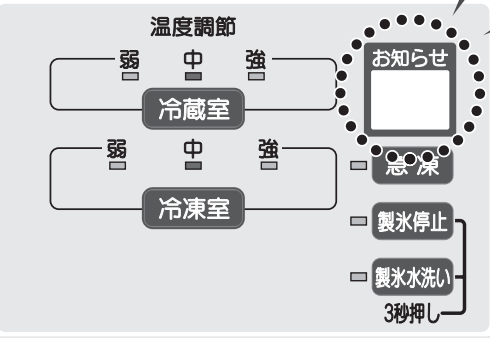 温度調節
弱 中 強
冷蔵室
弱 中 強
冷凍室
お知らせ
急 凍
製氷停止
製氷水洗い
3秒押し